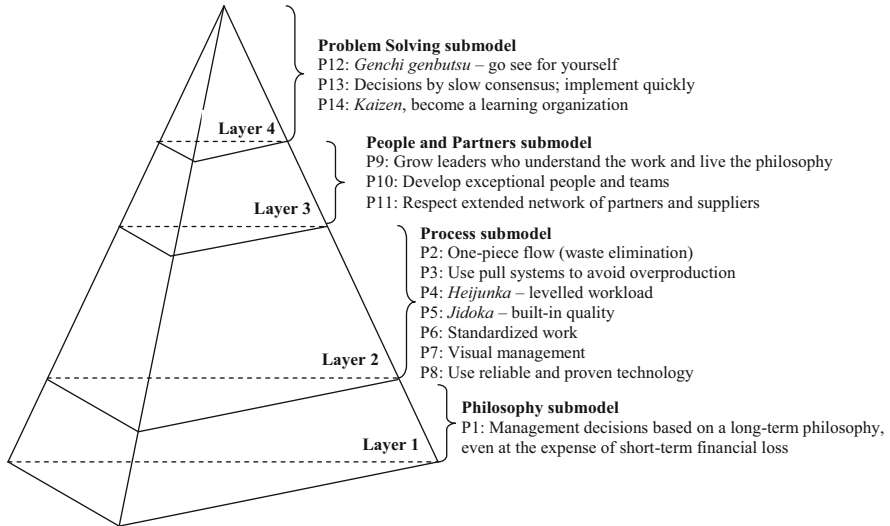 Problem Solving submodel
P12: Genchi genbutsu – go see for yourself
P13: Decisions by slow consensus; implement quickly
P14: Kaizen, become a learning organization
Layer 4
People and Partners submodel
P9: Grow leaders who understand the work and live the philosophy
P10: Develop exceptional people and teams
P11: Respect extended network of partners and suppliers
Layer 3
Process submodel
P2: One-piece flow (waste elimination)
P3: Use pull systems to avoid overproduction
P4: Heijunka – levelled workload
P5: Jidoka – built-in quality
P6: Standardized work
P7: Visual management
P8: Use reliable and proven technology
Layer 2
Philosophy submodel
P1: Management decisions based on a long-term philosophy,
even at the expense of short-term financial loss
Layer 1